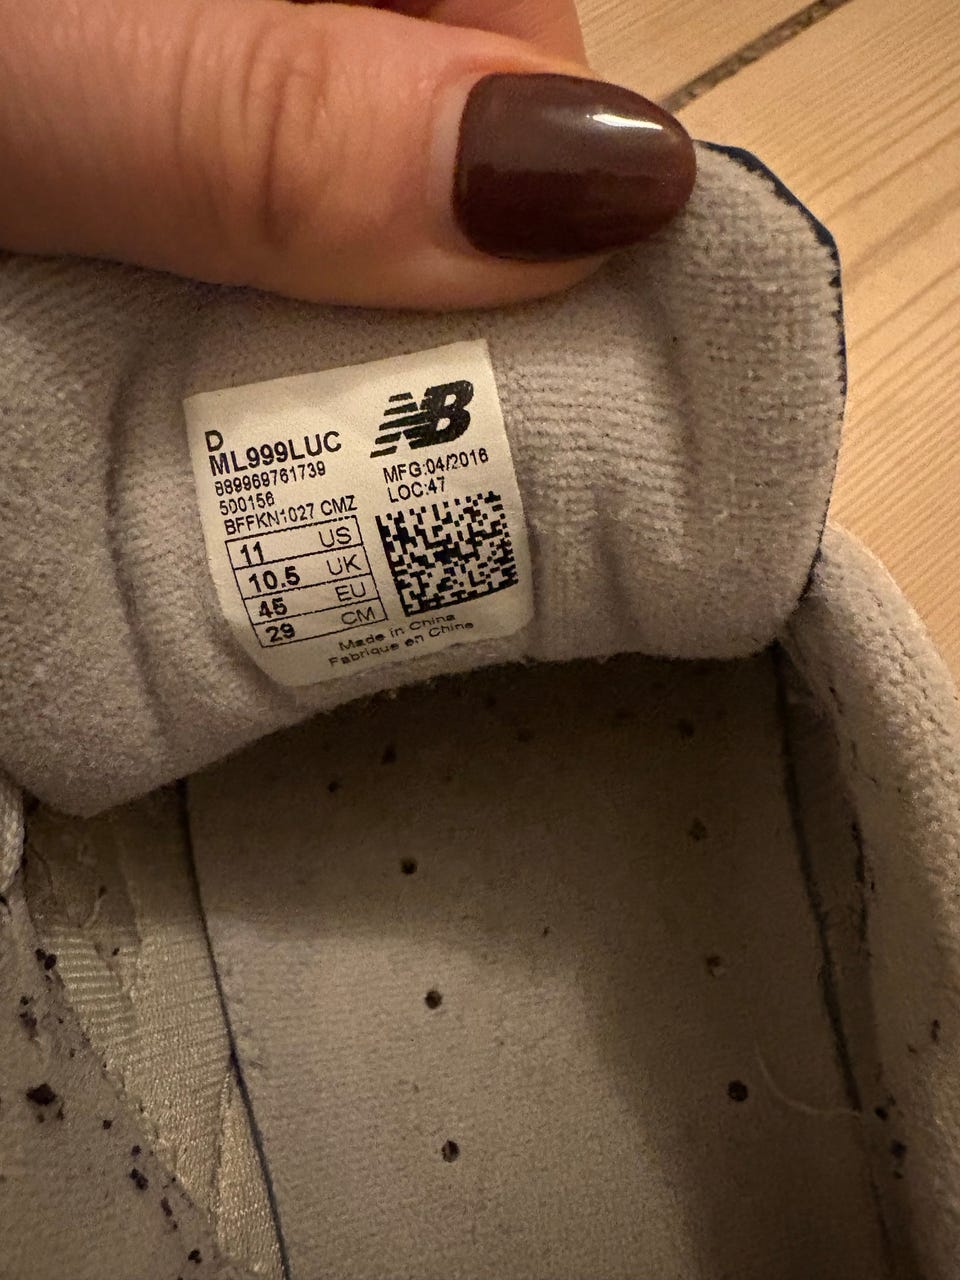 D
ML999LUC
889969761739
500156
BFFKN1027 CMZ
11 US
10.5 UK
45 EU
29 CM
NB
MFG:04/2016
LOC:47
Made in China
Fabriqué en Chine